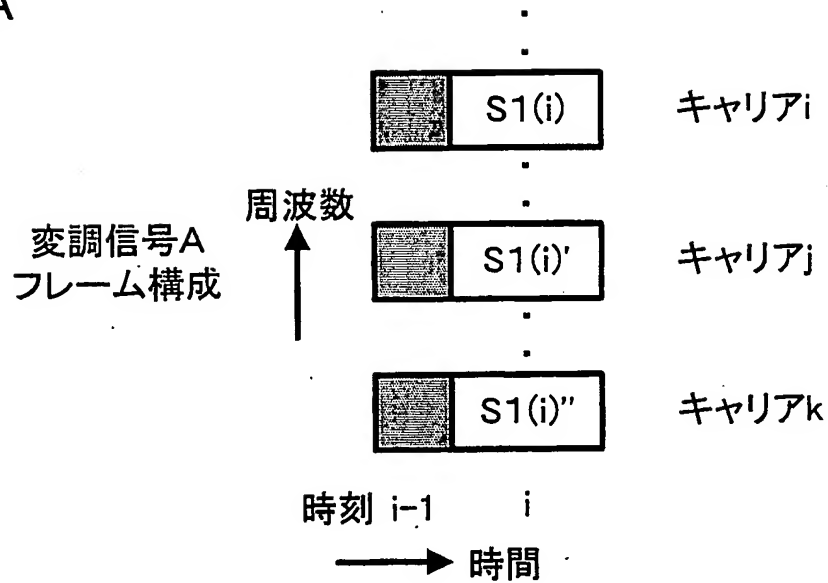 A
S1(i) キャリアi
周波数
変調信号A
フレーム構成
S1(i)' キャリアj
S1(i)'' キャリアk
時刻 i-1 i
時間